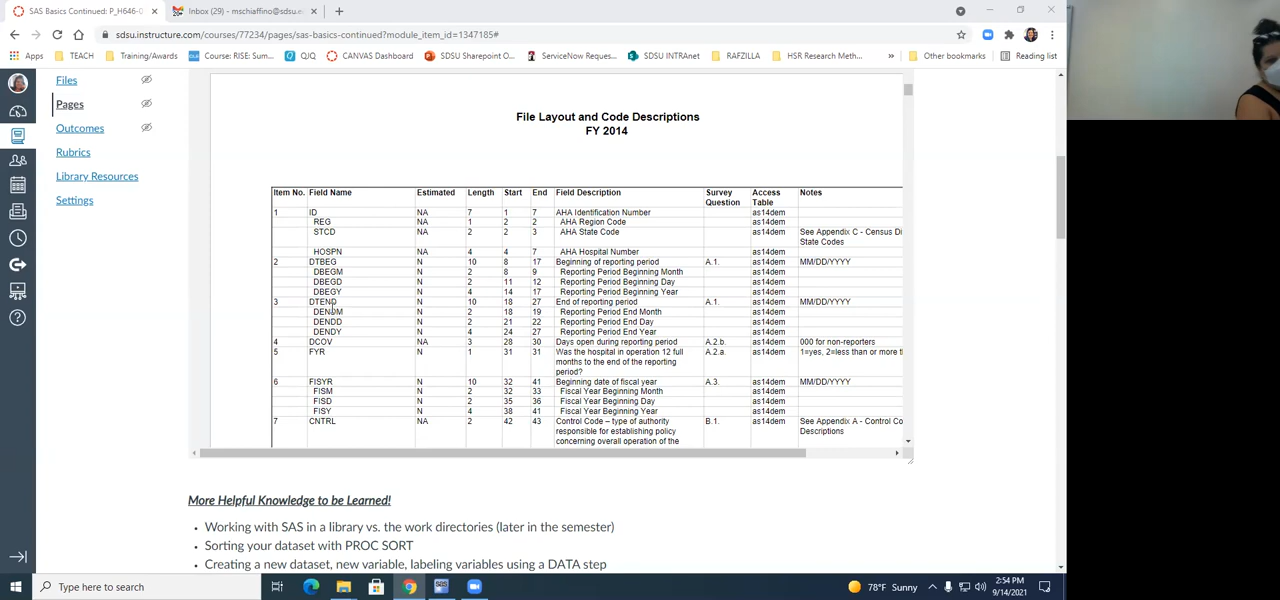 SAS Basics Continued: P_H646-0
Inbox (29) - mschiaffino@sdsu.e
sdsu.instructure.com/courses/77234/pages/sas-basics-continued?module_item_id=1347185#
Apps TEACH Training/Awards Course: RISE: Sum... QIQ CANVAS Dashboard SDSU Sharepoint O... ServiceNow Reques... SDSU INTRAnet RAFZILLA HSR Research Meth... » Other bookmarks Reading list
Files
Pages
Outcomes
Rubrics
Library Resources
Settings
File Layout and Code Descriptions
FY 2014
Item No. Field Name Estimated Length Start End Field Description Survey Question Access Table Notes
1 ID NA 7 1 7 AHA Identification Number as14dem
REG NA 1 2 2 AHA Region Code as14dem
STCD NA 2 2 3 AHA State Code as14dem See Appendix C - Census Di
State Codes
HOSPN NA 4 4 7 AHA Hospital Number as14dem
2 DTBEG N 10 8 17 Beginning of reporting period A.1. as14dem MM/DD/YYYY
DBEGM N 2 8 9 Reporting Period Beginning Month as14dem
DBEGD N 2 11 12 Reporting Period Beginning Day as14dem
DBEGY N 4 14 17 Reporting Period Beginning Year as14dem
3 DTEND N 10 18 27 End of reporting period A.1. as14dem MM/DD/YYYY
DENDM N 2 18 19 Reporting Period End Month as14dem
DENDD N 2 21 22 Reporting Period End Day as14dem
DENDY N 4 24 27 Reporting Period End Year as14dem
4 DCOV NA 3 28 30 Days open during reporting period A.2.b. as14dem 000 for non-reporters
5 FYR N 1 31 31 Was the hospital in operation 12 full A.2.a. as14dem 1=yes, 2=less than or more t
months to the end of the reporting
period?
6 FISYR N 10 32 41 Beginning date of fiscal year A.3. as14dem MM/DD/YYYY
FISM N 2 32 33 Fiscal Year Beginning Month as14dem
FISD N 2 35 36 Fiscal Year Beginning Day as14dem
FISY N 4 38 41 Fiscal Year Beginning Year as14dem
7 CNTRL NA 2 42 43 Control Code – type of authority B.1. as14dem See Appendix A - Control Co
responsible for establishing policy Descriptions
concerning overall operation of the
More Helpful Knowledge to be Learned!
• Working with SAS in a library vs. the work directories (later in the semester)
• Sorting your dataset with PROC SORT
• Creating a new dataset, new variable, labeling variables using a DATA step
Type here to search
78°F Sunny
2:54 PM
9/14/2021